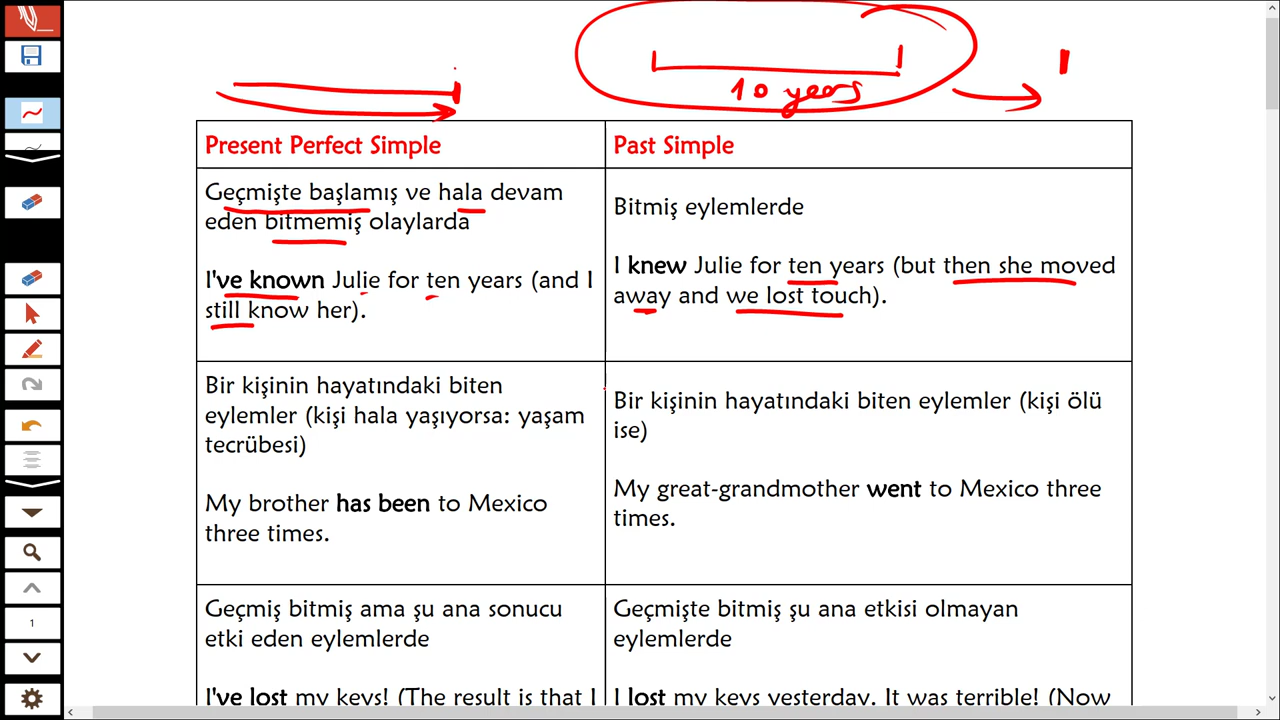 10 years
Present Perfect Simple
Past Simple
Geçmişte başlamış ve hala devam
eden bitmemiş olaylarda
I've known Julie for ten years (and I
still know her).
Bitmiş eylemlerde
I knew Julie for ten years (but then she moved
away and we lost touch).
Bir kişinin hayatındaki biten
eylemler (kişi hala yaşıyorsa: yaşam
tecrübesi)
My brother has been to Mexico
three times.
Bir kişinin hayatındaki biten eylemler (kişi ölü
ise)
My great-grandmother went to Mexico three
times.
Geçmiş bitmiş ama şu ana sonucu
etki eden eylemlerde
I've lost my keys! (The result is that I
Geçmişte bitmiş şu ana etkisi olmayan
eylemlerde
I lost my keys yesterday. It was terrible! (Now
1